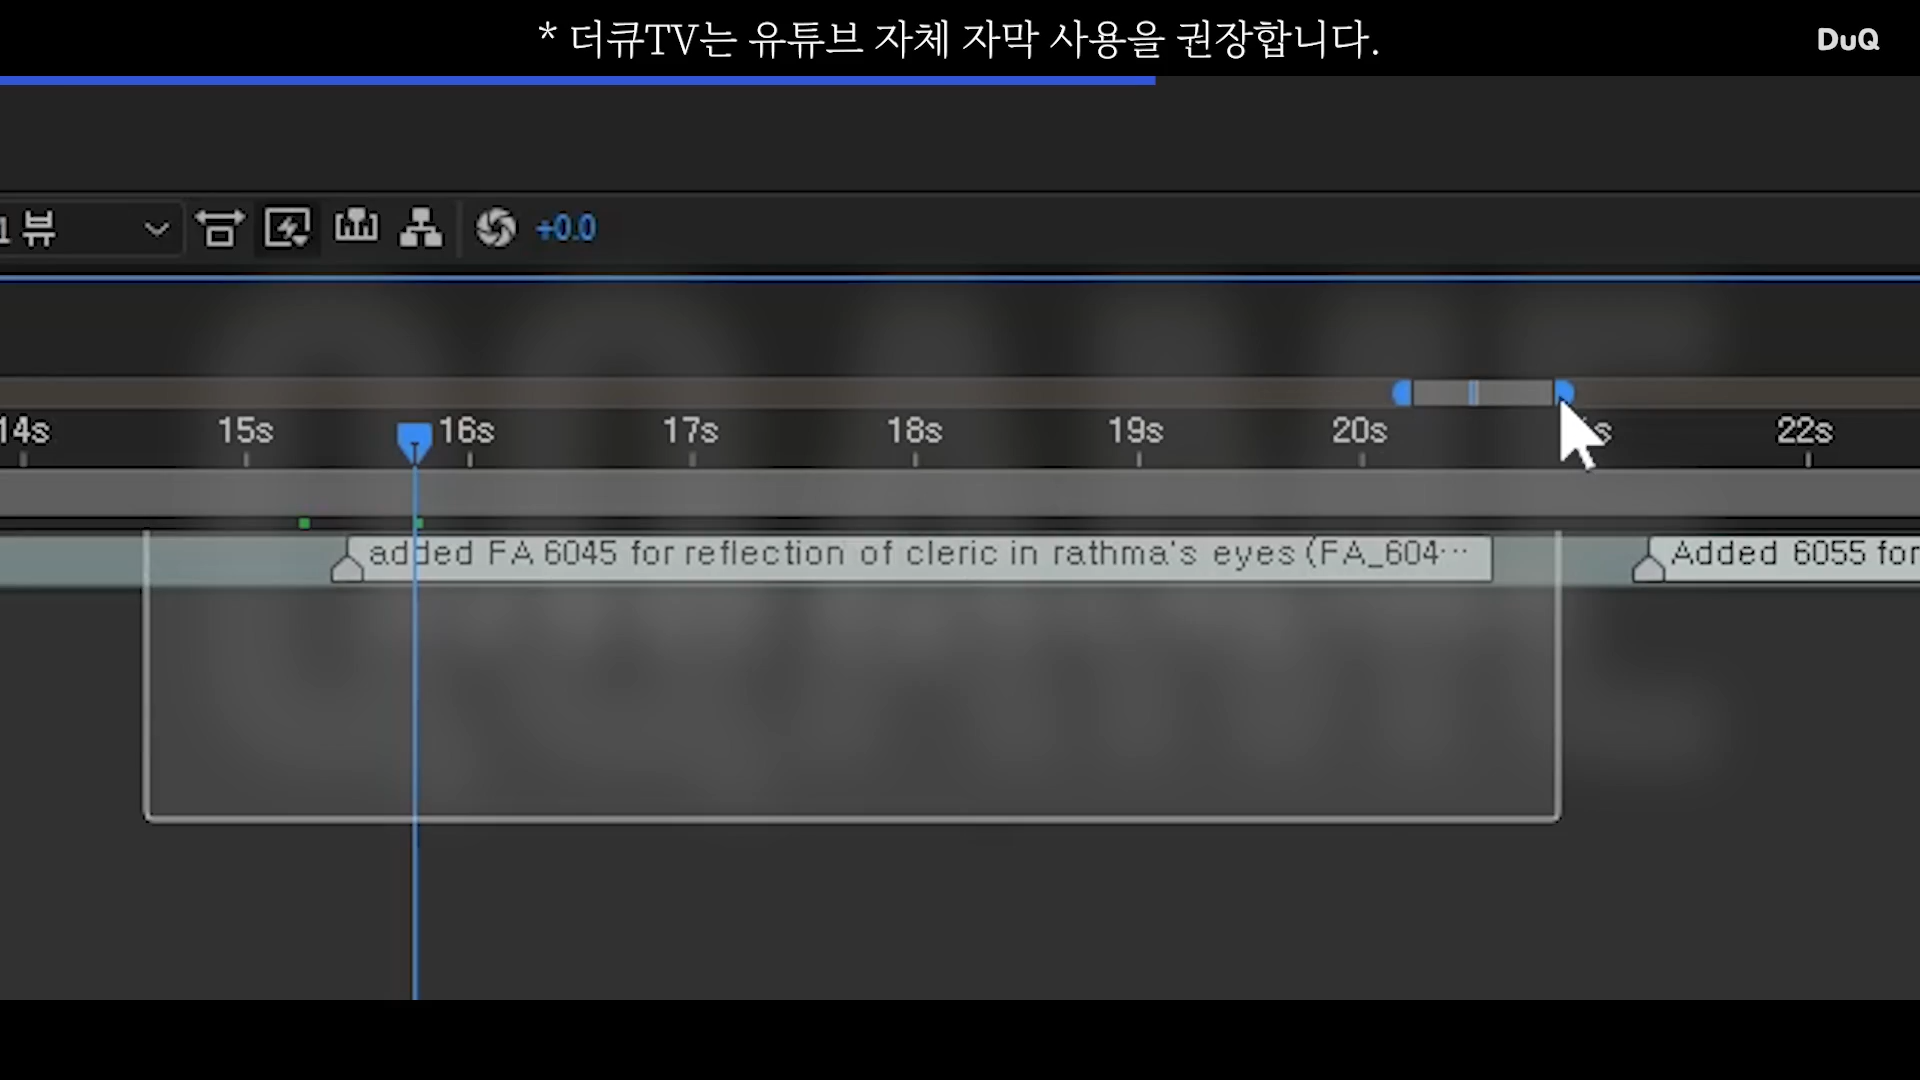 * 더큐TV는 유튜브 자체 자막 사용을 권장합니다.
DuQ
1 뷰
+0.0
14s 15s 16s 17s 18s 19s 20s s 22s
added FA 6045 for reflection of cleric in rathma's eyes (FA_604…
Added 6055 for